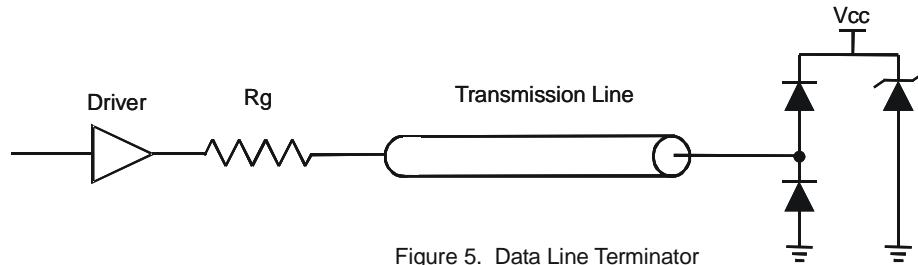 Vcc
Driver
Rg
Transmission Line
Figure 5. Data Line Terminator